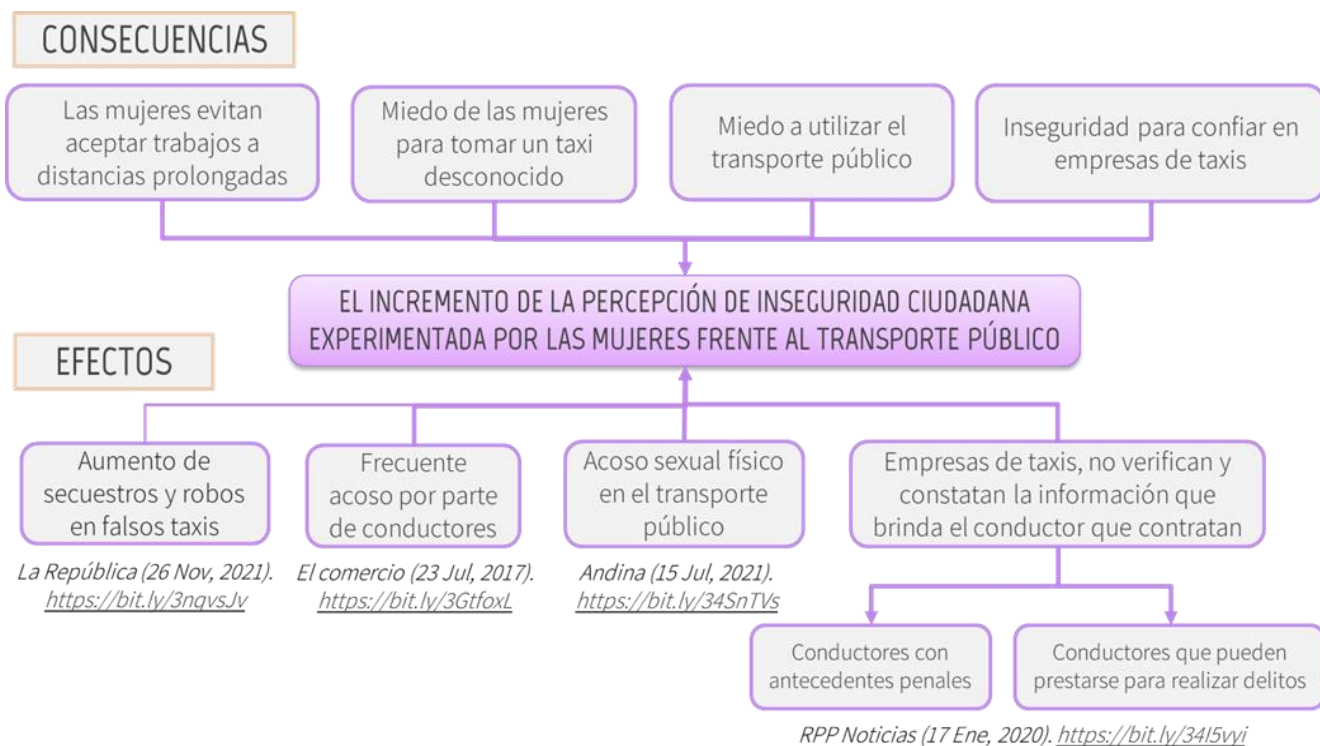 CONSECUENCIAS
Las mujeres evitan
aceptar trabajos a
distancias prolongadas
Miedo de las mujeres
para tomar un taxi
desconocido
Miedo a utilizar el
transporte público
Inseguridad para confiar en
empresas de taxis
EL INCREMENTO DE LA PERCEPCIÓN DE INSEGURIDAD CIUDADANA
EXPERIMENTADA POR LAS MUJERES FRENTE AL TRANSPORTE PÚBLICO
EFECTOS
Aumento de
secuestros y robos
en falsos taxis
Frecuente
acoso por parte
de conductores
Acoso sexual físico
en el transporte
público
Empresas de taxis, no verifican y
constatan la información que
brinda el conductor que contratan
La República (26 Nov, 2021).
https://bit.ly/3nqvsJv
El comercio (23 Jul, 2017).
https://bit.ly/3GtfoxL
Andina (15 Jul, 2021).
https://bit.ly/34SnTVs
Conductores con
antecedentes penales
Conductores que pueden
prestarse para realizar delitos
RPP Noticias (17 Ene, 2020). https://bit.ly/34I5vyi